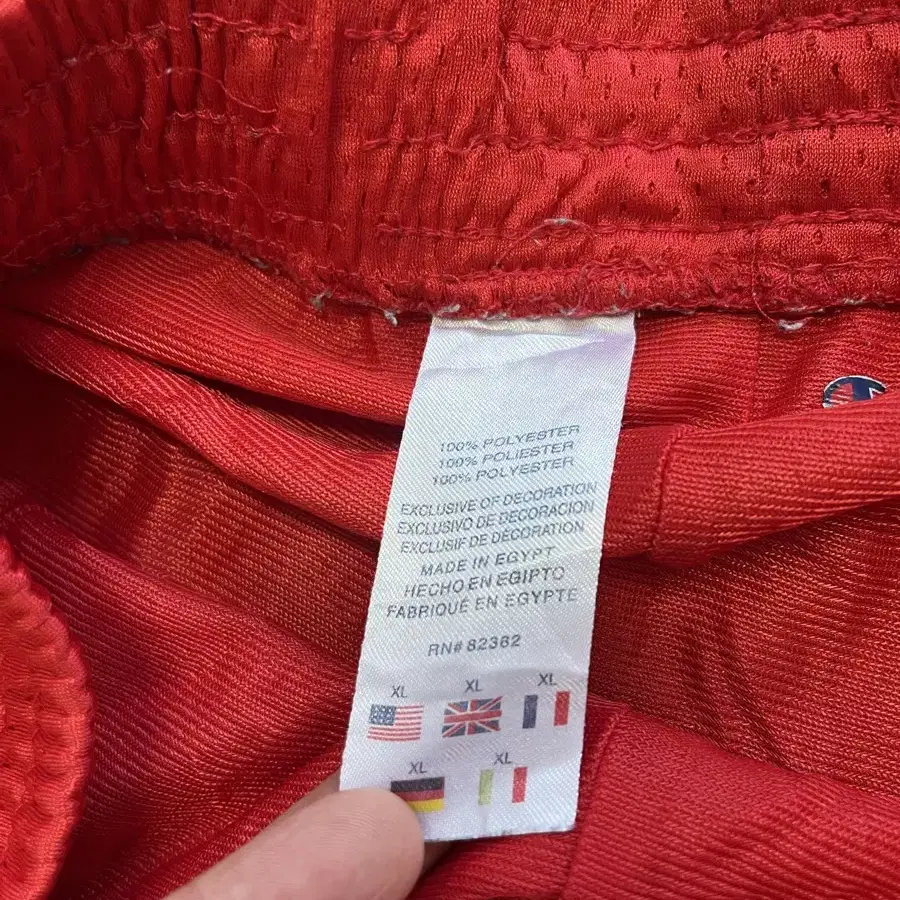 100% POLYESTER
100% POLIESTER
100% POLYESTER
EXCLUSIVE OF DECORATION
EXCLUSIVO DE DECORACION
EXCLUSIF DE DÉCORATION
MADE IN EGYPT
HECHO EN EGIPTO
FABRIQUÉ EN EGYPTE
RN# 82362
XL XL XL
XL XL